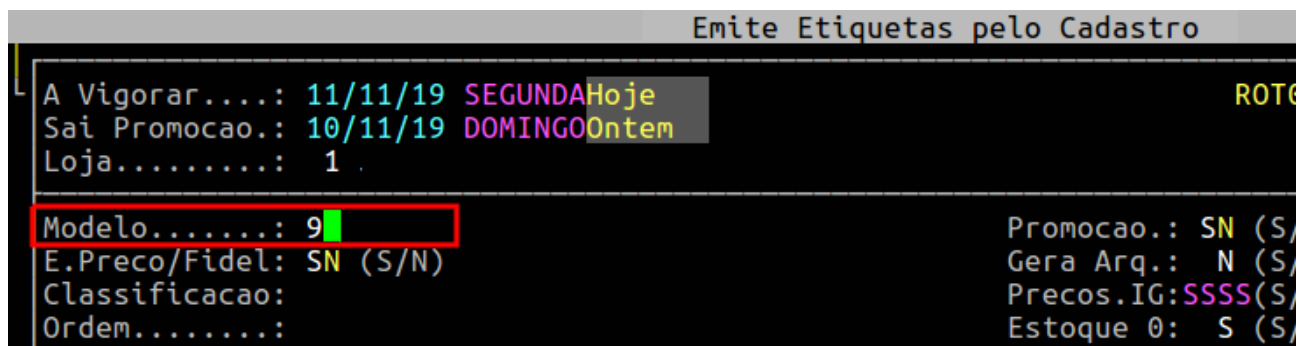 Emite Etiquetas pelo Cadastro
A Vigorar....: 11/11/19 SEGUNDAHoje
Sai Promocao.: 10/11/19 DOMINGOOntem
Loja.........: 1 .
Modelo.......: 9 Promocao.: SN (S/
E.Preco/Fidel: SN (S/N) Gera Arq.: N (S/
Classificacao: Precos.IG:SSSS(S/
Ordem........: Estoque 0: S (S/